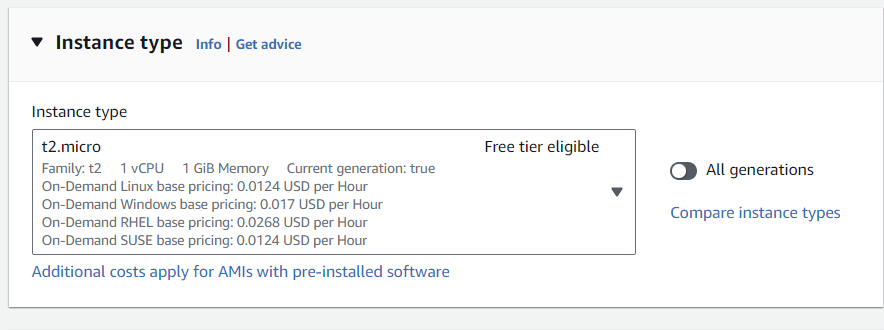 Instance type Info | Get advice
Instance type
t2.micro Free tier eligible
Family: t2 1 vCPU 1 GiB Memory Current generation: true
On-Demand Linux base pricing: 0.0124 USD per Hour
On-Demand Windows base pricing: 0.017 USD per Hour
On-Demand RHEL base pricing: 0.0268 USD per Hour
On-Demand SUSE base pricing: 0.0124 USD per Hour
All generations
Compare instance types
Additional costs apply for AMIs with pre-installed software